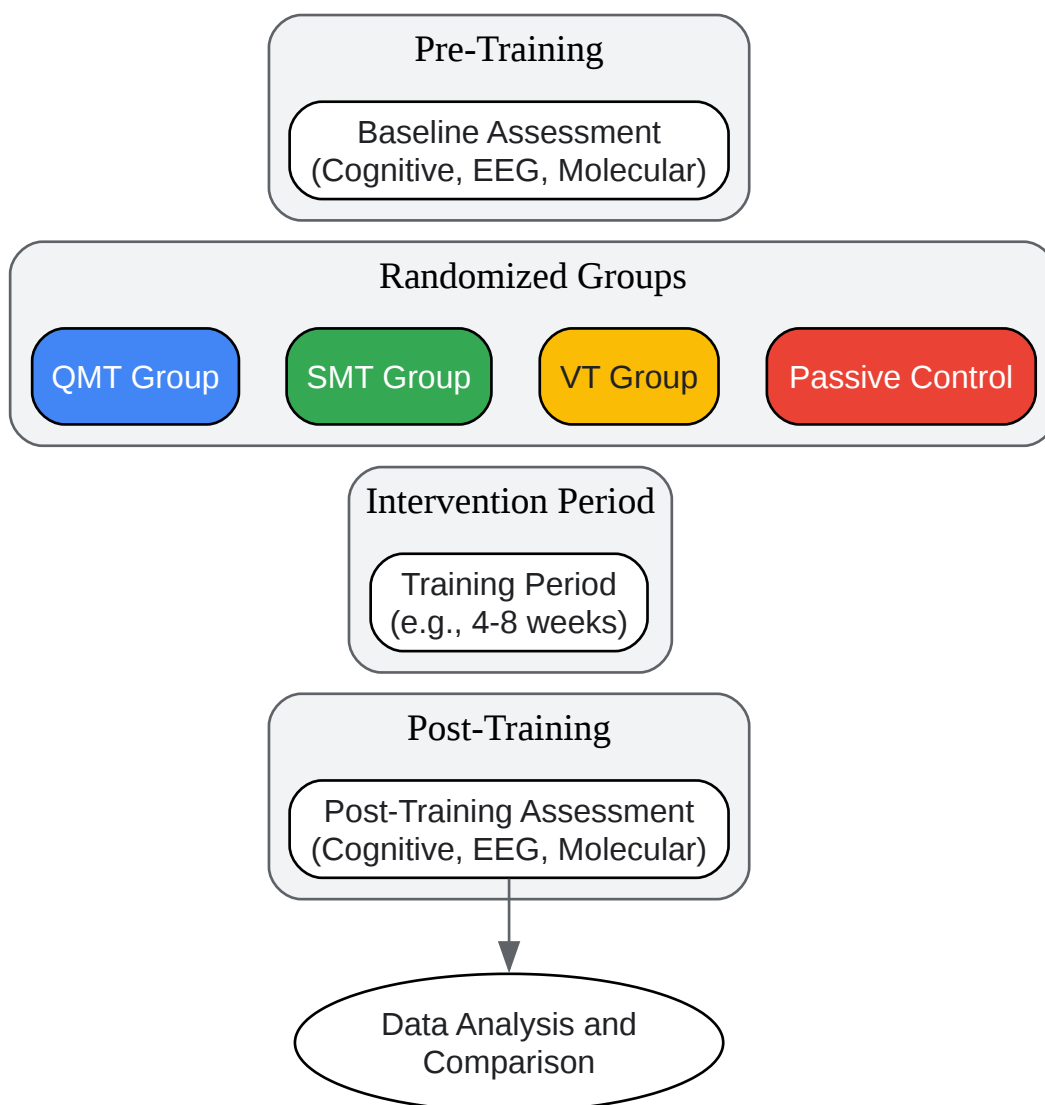 Pre-Training
Baseline Assessment
(Cognitive, EEG, Molecular)
Randomized Groups
QMT Group
SMT Group
VT Group
Passive Control
Intervention Period
Training Period
(e.g., 4-8 weeks)
Post-Training
Post-Training Assessment
(Cognitive, EEG, Molecular)
Data Analysis and
Comparison